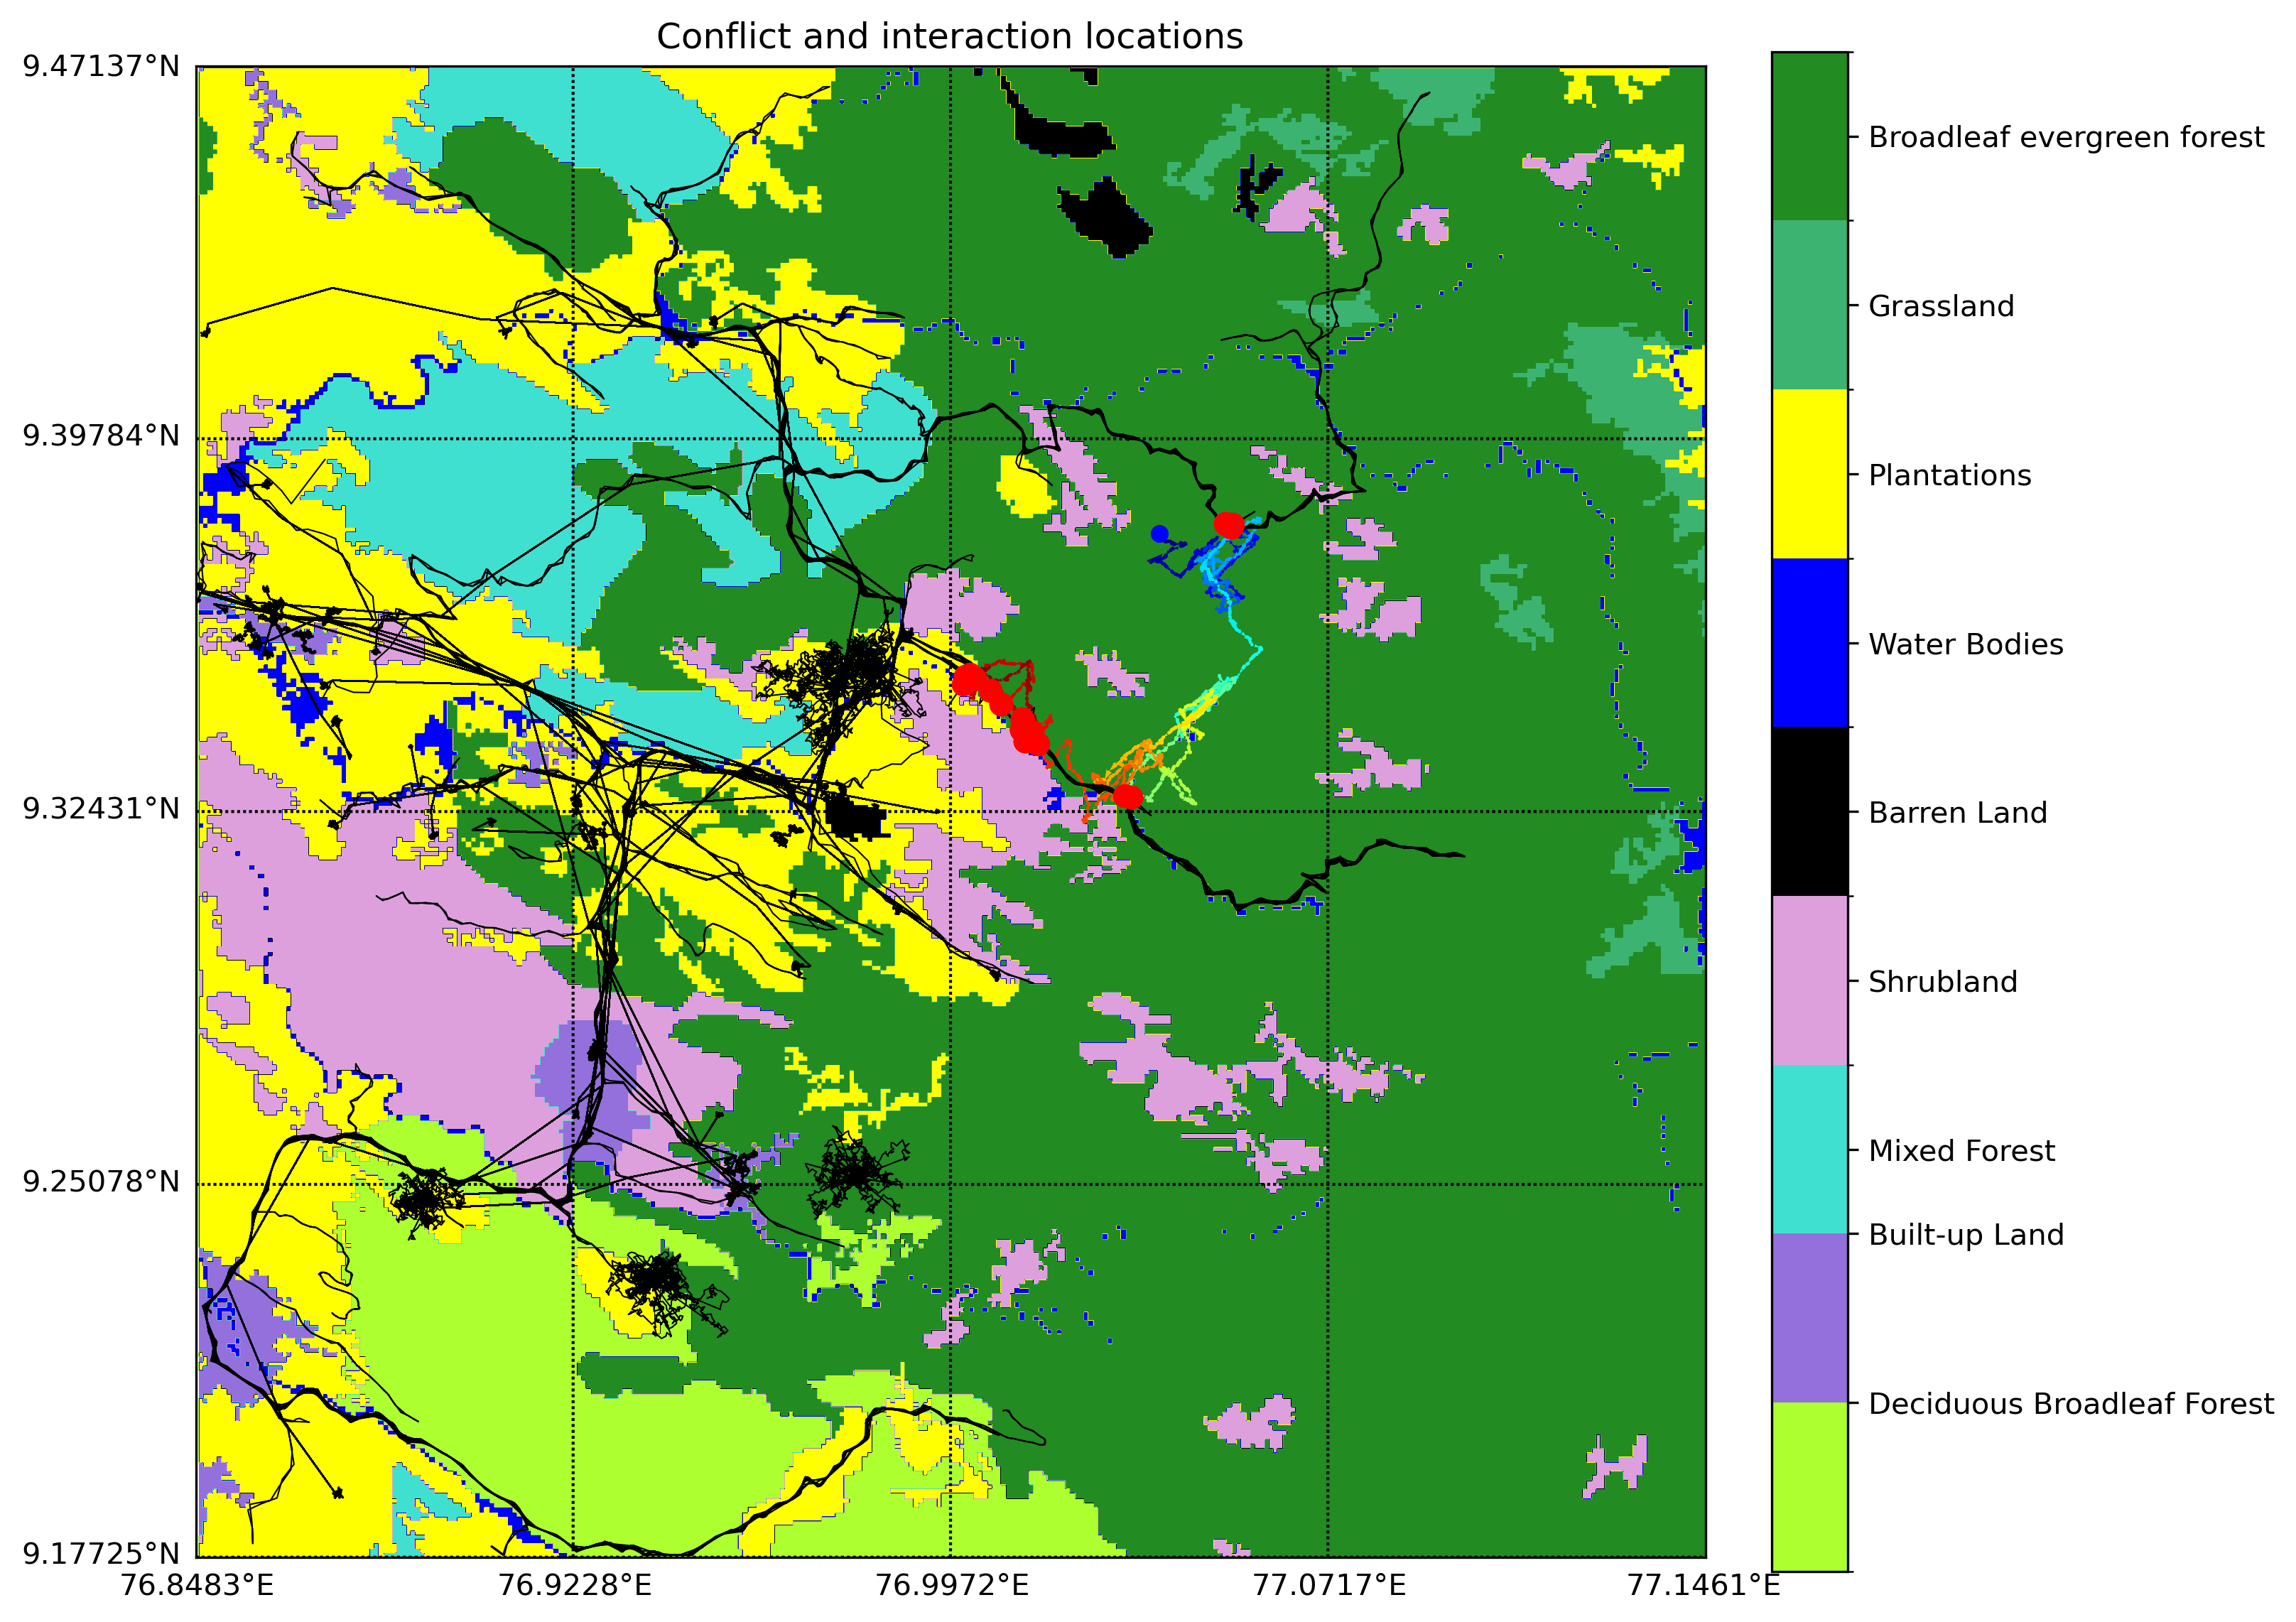 Conflict and interaction locations
9.47137°N
9.39784°N
9.32431°N
9.25078°N
9.17725°N
76.8483°E
76.9228°E
76.9972°E
77.0717°E
77.1461°E
Broadleaf evergreen forest
Grassland
Plantations
Water Bodies
Barren Land
Shrubland
Mixed Forest
Built-up Land
Deciduous Broadleaf Forest